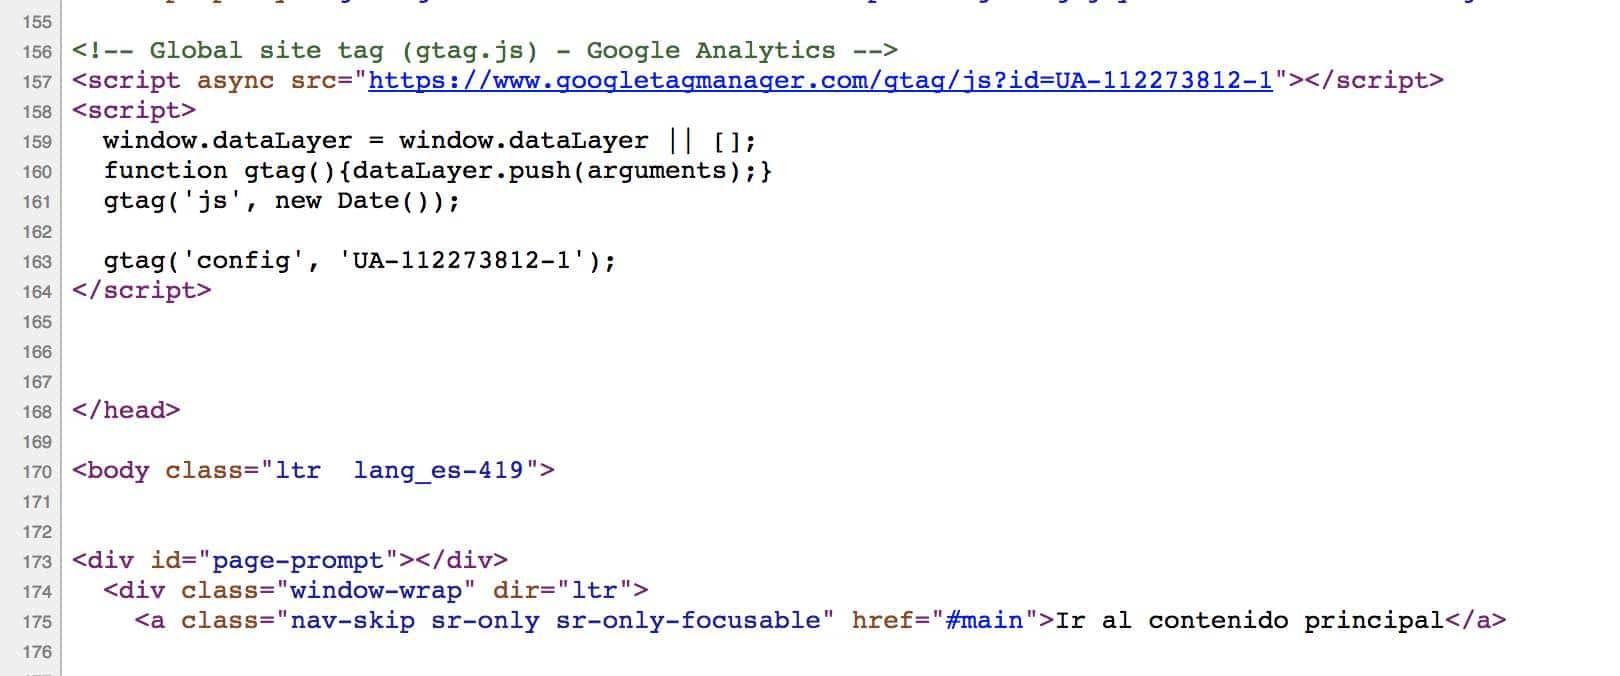 155
156 <!-- Global site tag (gtag.js) - Google Analytics -->
157 <script async src="https://www.googletagmanager.com/gtag/js?id=UA-112273812-1"></script>
158 <script>
159 window.dataLayer = window.dataLayer || [];
160 function gtag(){dataLayer.push(arguments);}
161 gtag('js', new Date());
162
163 gtag('config', 'UA-112273812-1');
164 </script>
165
166
167
168 </head>
169
170 <body class="ltr  lang_es-419">
171
172
173 <div id="page-prompt"></div>
174 <div class="window-wrap" dir="ltr">
175 <a class="nav-skip sr-only sr-only-focusable" href="#main">Ir al contenido principal</a>
176